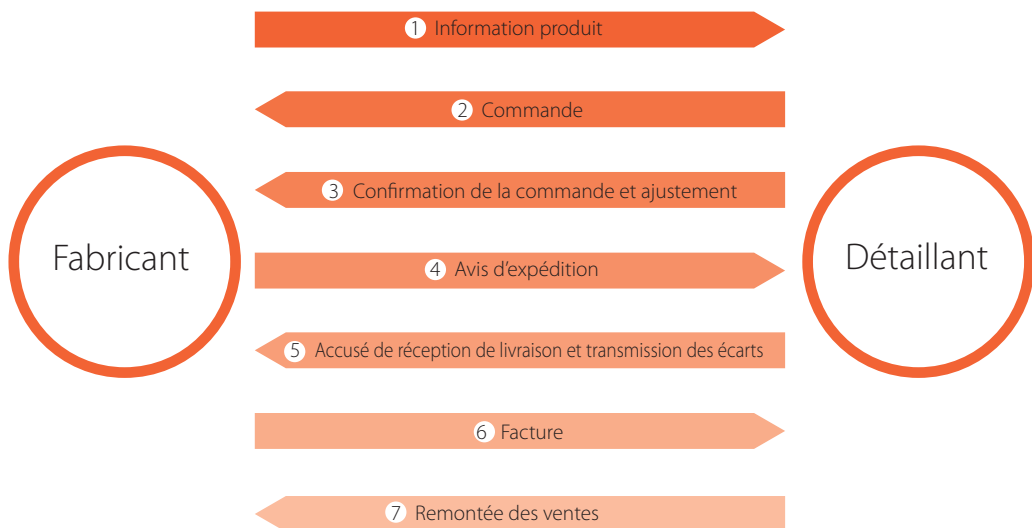 1 Information produit
2 Commande
3 Confirmation de la commande et ajustement
Fabricant
Détaillant
4 Avis d’expédition
5 Accusé de réception de livraison et transmission des écarts
6 Facture
7 Remontée des ventes